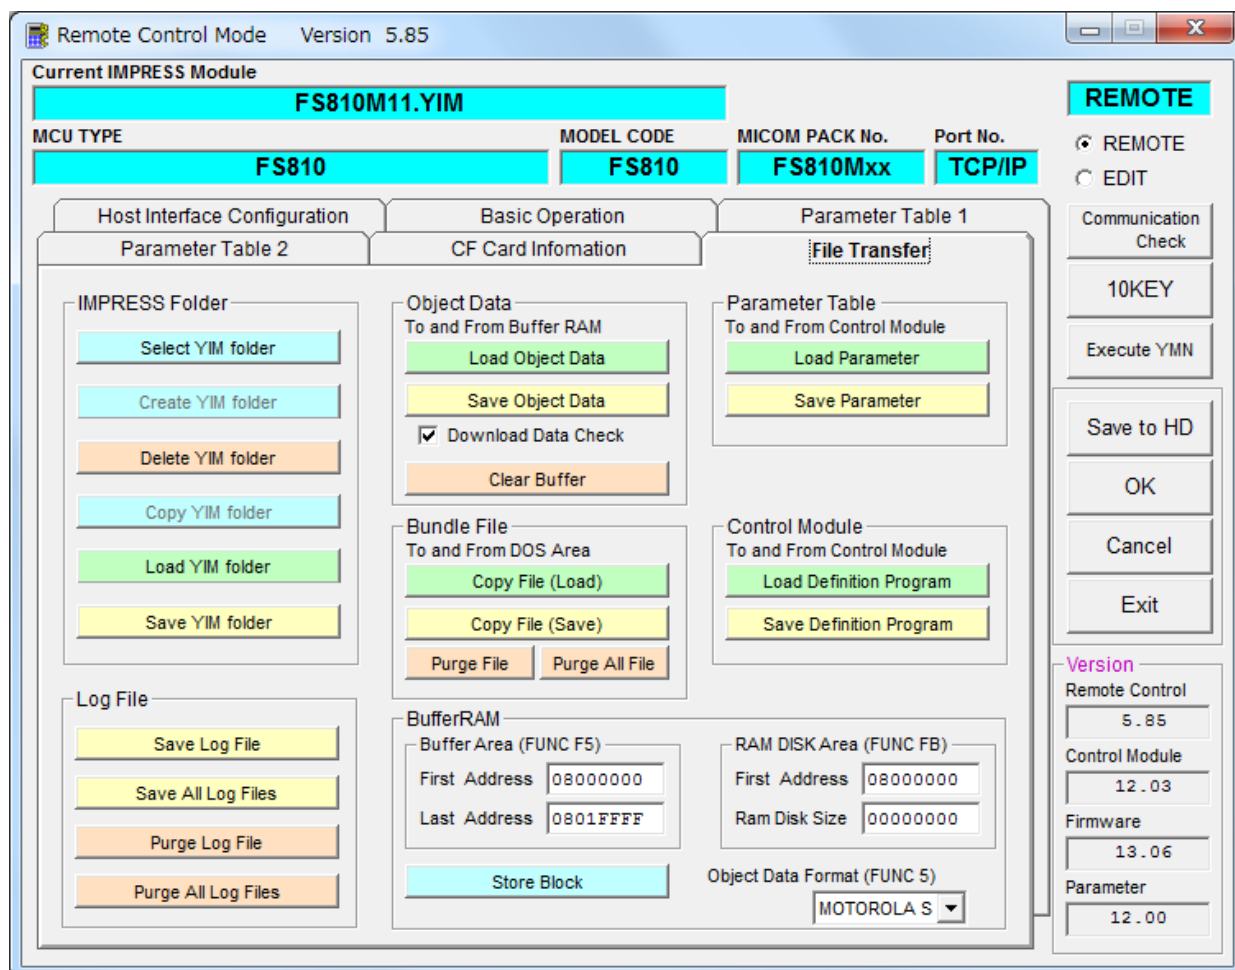 Remote Control Mode Version 5.85
Current IMPRESS Module
FS810M11.YIM
MCU TYPE
FS810
MODEL CODE
FS810
MICOM PACK No.
FS810Mxx
Port No.
TCP/IP
REMOTE
REMOTE
EDIT
Communication
Check
10KEY
Execute YMN
Save to HD
OK
Cancel
Exit
Version
Remote Control
5.85
Control Module
12.03
Firmware
13.06
Parameter
12.00
Host Interface Configuration
Basic Operation
Parameter Table 1
Parameter Table 2
CF Card Infomation
File Transfer
IMPRESS Folder
Select YIM folder
Create YIM folder
Delete YIM folder
Copy YIM folder
Load YIM folder
Save YIM folder
Log File
Save Log File
Save All Log Files
Purge Log File
Purge All Log Files
Object Data
To and From Buffer RAM
Load Object Data
Save Object Data
Download Data Check
Clear Buffer
Bundle File
To and From DOS Area
Copy File (Load)
Copy File (Save)
Purge File
Purge All File
Parameter Table
To and From Control Module
Load Parameter
Save Parameter
Control Module
To and From Control Module
Load Definition Program
Save Definition Program
BufferRAM
Buffer Area (FUNC F5)
First Address 08000000
Last Address 0801FFFF
RAM DISK Area (FUNC FB)
First Address 08000000
Ram Disk Size 00000000
Store Block
Object Data Format (FUNC 5)
MOTOROLA S